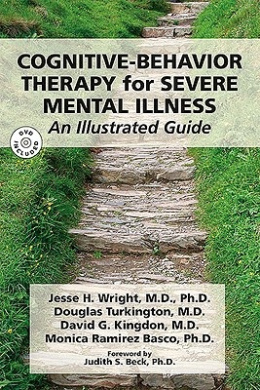 COGNITIVE-BEHAVIOR
THERAPY for SEVERE
MENTAL ILLNESS
An Illustrated Guide
DVD
INCLUDED
Jesse H. Wright, M.D., Ph.D.
Douglas Turkington, M.D.
David G. Kingdon, M.D.
Monica Ramirez Basco, Ph.D.
Foreword by
Judith S. Beck, Ph.D.